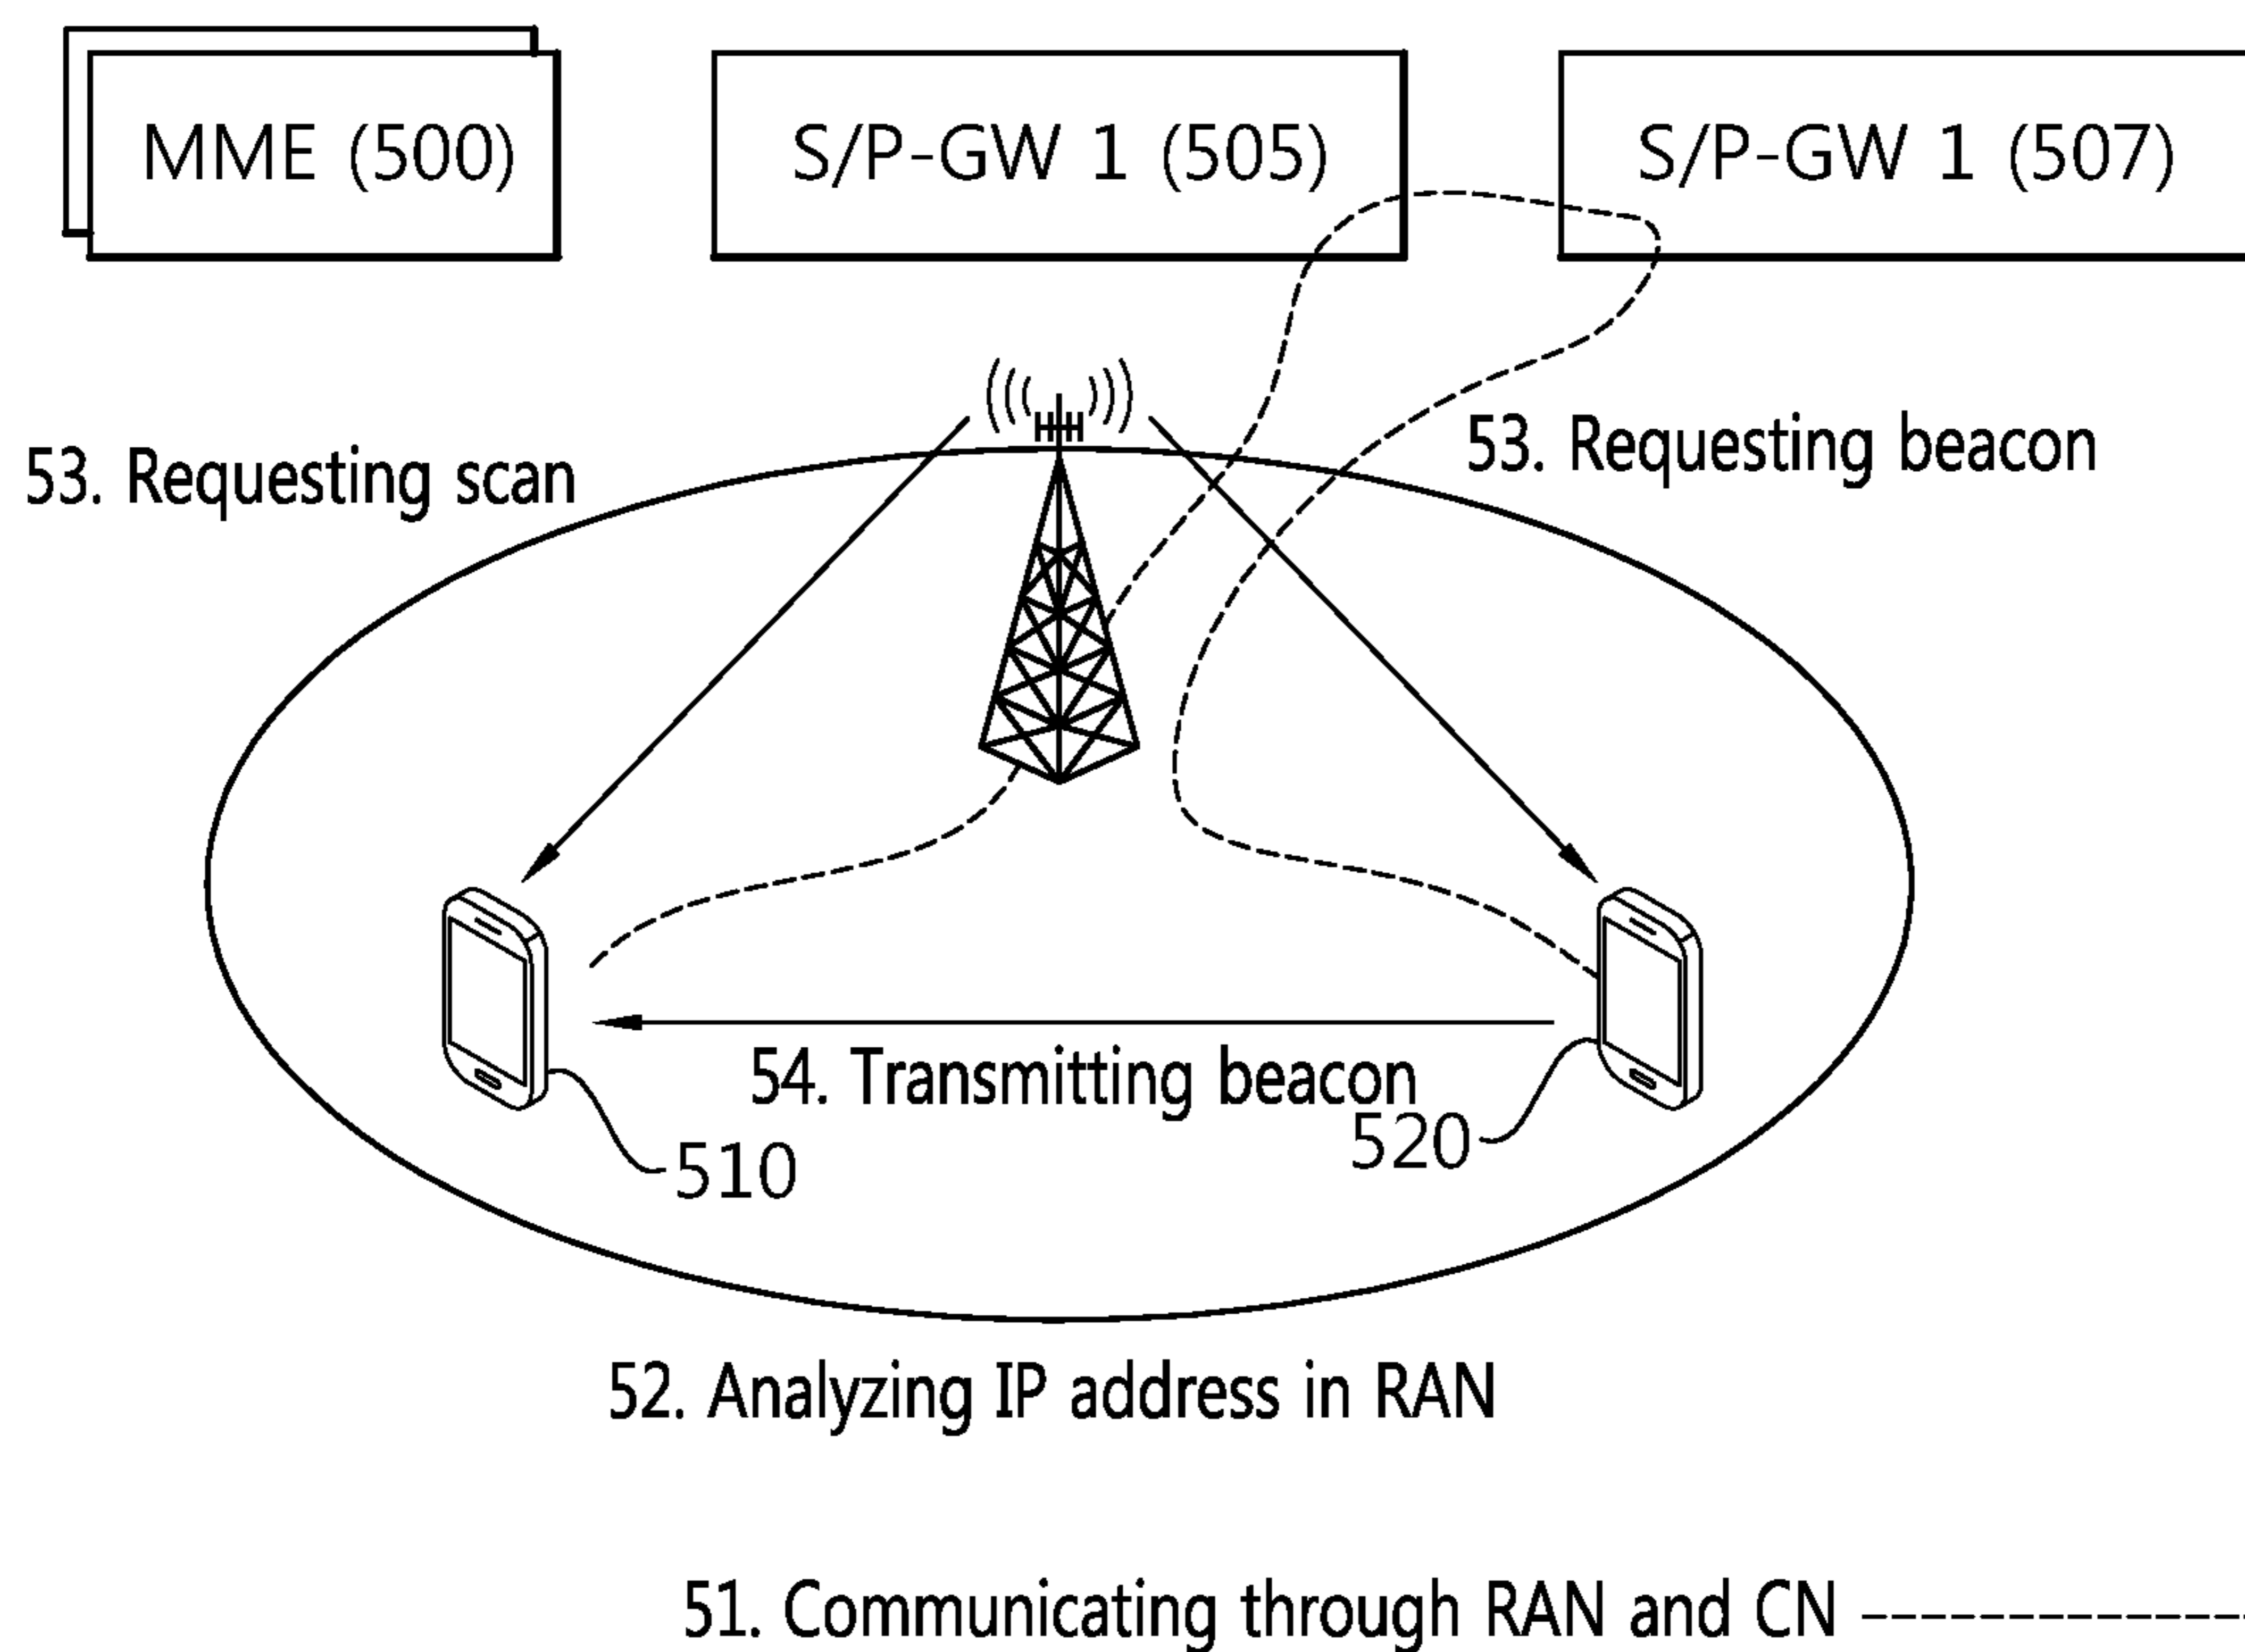 MME (500)
S/P-GW 1 (505)
S/P-GW 1 (507)
53. Requesting scan
53. Requesting beacon
54. Transmitting beacon
510
520
52. Analyzing IP address in RAN
51. Communicating through RAN and CN